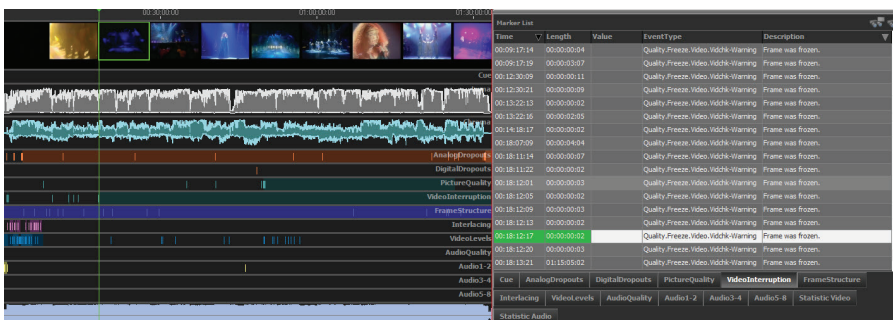 00:30:00:00 01:00:00:00 01:30:00:00
Cue
AnalogDropouts
DigitalDropouts
PictureQuality
VideoInterruption
FrameStructure
Interlacing
VideoLevels
AudioQuality
Audio1-2
Audio3-4
Audio5-8
Marker List
Time Length Value EventType Description
00:09:17:14 00:00:00:04 Quality.Freeze.Video.Vidchk-Warning Frame was frozen.
00:09:17:19 00:00:03:07 Quality.Freeze.Video.Vidchk-Warning Frame was frozen.
00:12:30:09 00:00:00:11 Quality.Freeze.Video.Vidchk-Warning Frame was frozen.
00:12:30:21 00:00:00:09 Quality.Freeze.Video.Vidchk-Warning Frame was frozen.
00:13:22:13 00:00:00:02 Quality.Freeze.Video.Vidchk-Warning Frame was frozen.
00:13:22:16 00:00:02:05 Quality.Freeze.Video.Vidchk-Warning Frame was frozen.
00:14:18:17 00:00:00:02 Quality.Freeze.Video.Vidchk-Warning Frame was frozen.
00:18:07:09 00:00:04:04 Quality.Freeze.Video.Vidchk-Warning Frame was frozen.
00:18:11:14 00:00:00:07 Quality.Freeze.Video.Vidchk-Warning Frame was frozen.
00:18:11:22 00:00:00:02 Quality.Freeze.Video.Vidchk-Warning Frame was frozen.
00:18:12:01 00:00:00:03 Quality.Freeze.Video.Vidchk-Warning Frame was frozen.
00:18:12:05 00:00:00:02 Quality.Freeze.Video.Vidchk-Warning Frame was frozen.
00:18:12:09 00:00:00:03 Quality.Freeze.Video.Vidchk-Warning Frame was frozen.
00:18:12:13 00:00:00:02 Quality.Freeze.Video.Vidchk-Warning Frame was frozen.
00:18:12:17 00:00:00:02 Quality.Freeze.Video.Vidchk-Warning Frame was frozen.
00:18:12:20 00:00:00:03 Quality.Freeze.Video.Vidchk-Warning Frame was frozen.
00:18:13:21 01:15:05:02 Quality.Freeze.Video.Vidchk-Warning Frame was frozen.
Cue AnalogDropouts DigitalDropouts PictureQuality VideoInterruption FrameStructure
Interlacing VideoLevels AudioQuality Audio1-2 Audio3-4 Audio5-8 Statistic Video
Statistic Audio